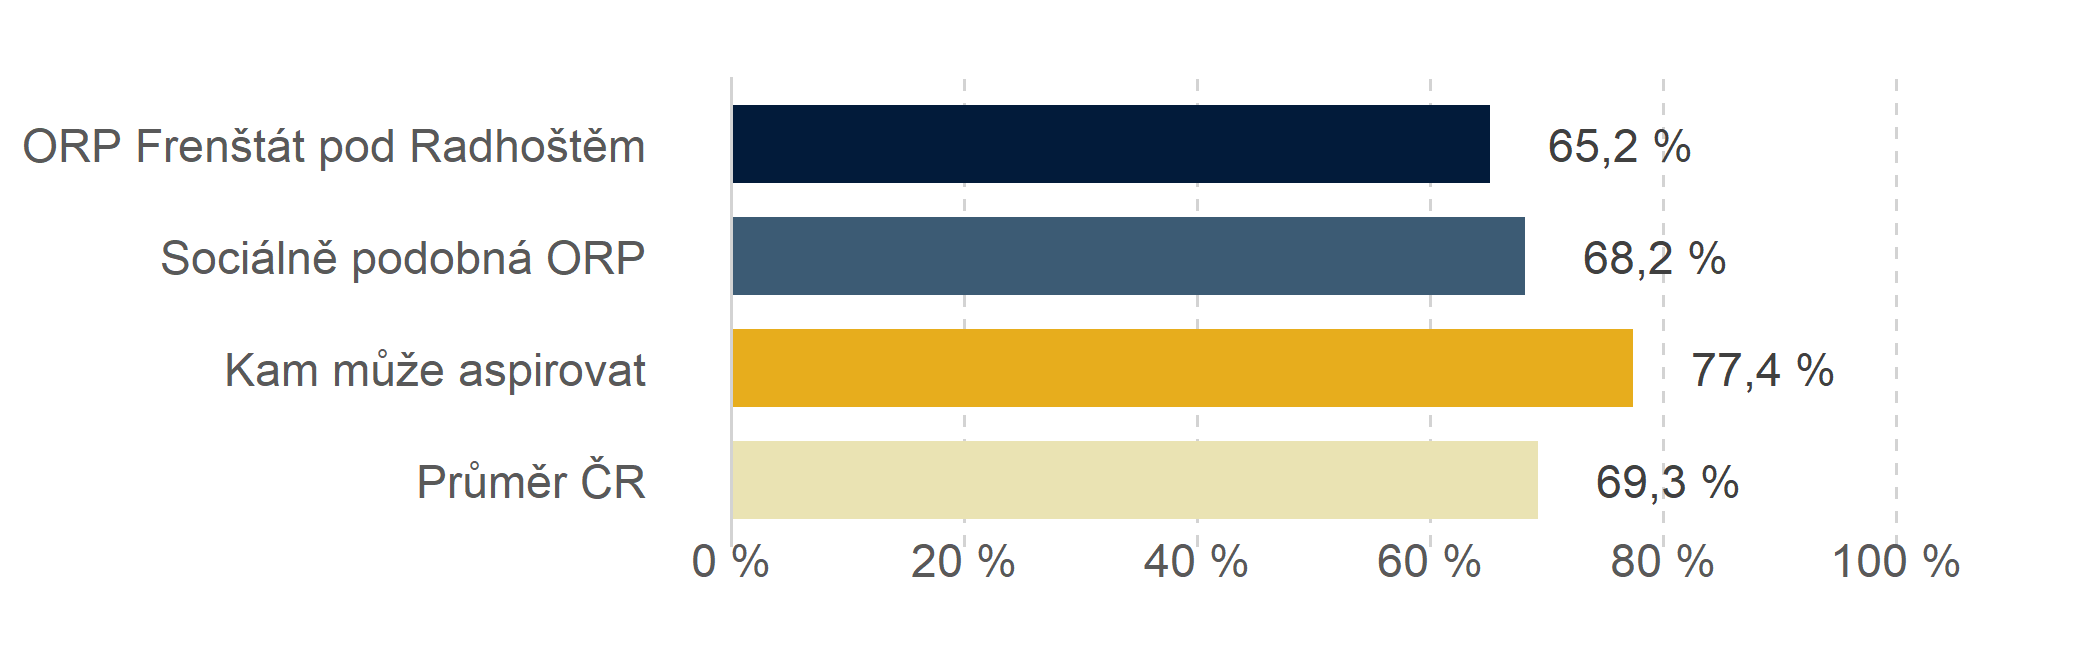 ORP Frenštát pod Radhoštěm 65,2 %
Sociálně podobná ORP 68,2 %
Kam může aspirovat 77,4 %
Průměr ČR 69,3 %
0 % 20 % 40 % 60 % 80 % 100 %